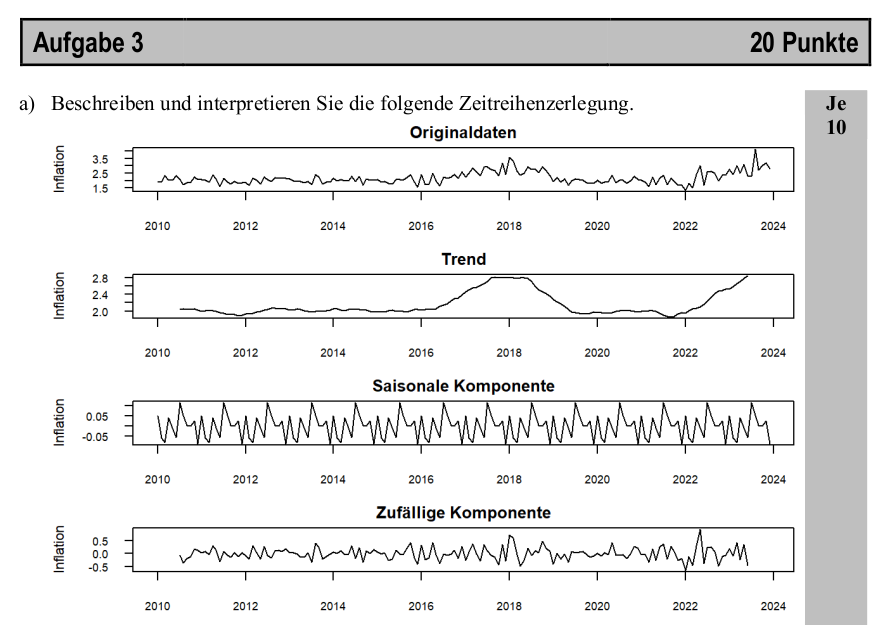 Aufgabe 3 20 Punkte
a) Beschreiben und interpretieren Sie die folgende Zeitreihenzerlegung. Je
10
Originaldaten
Inflation
3.5
2.5
1.5
2010 2012 2014 2016 2018 2020 2022 2024
Trend
Inflation
2.8
2.4
2.0
2010 2012 2014 2016 2018 2020 2022 2024
Saisonale Komponente
Inflation
0.05
-0.05
2010 2012 2014 2016 2018 2020 2022 2024
Zufällige Komponente
Inflation
0.5
0.0
-0.5
2010 2012 2014 2016 2018 2020 2022 2024